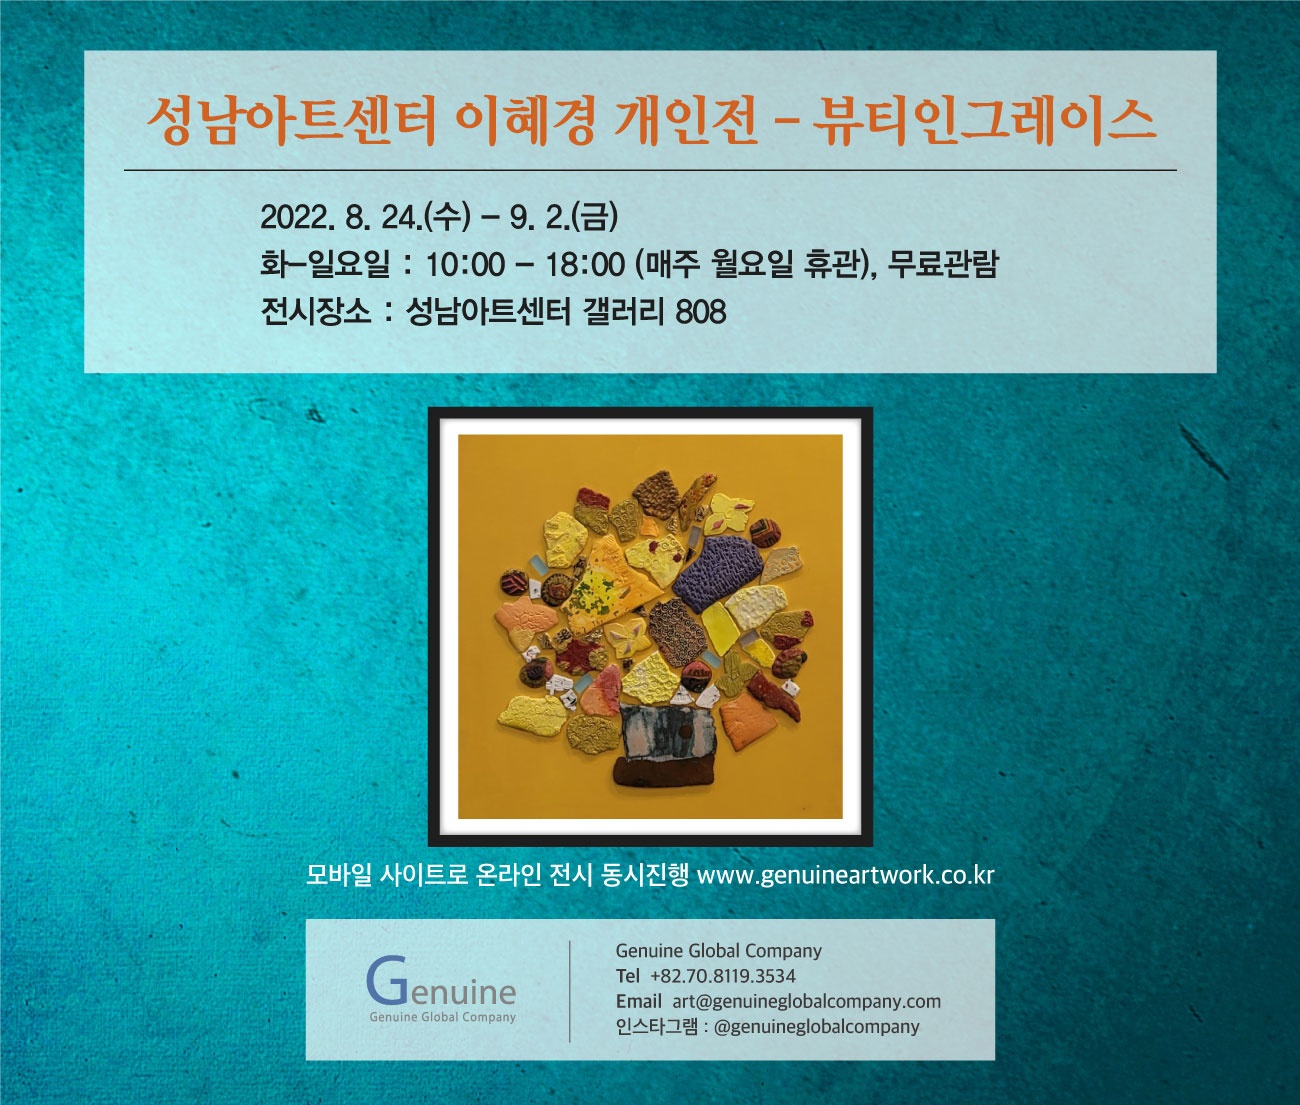 성남아트센터 이혜경 개인전 - 뷰티인그레이스
2022. 8. 24.(수) - 9. 2.(금)
화-일요일 : 10:00 - 18:00 (매주 월요일 휴관), 무료관람
전시장소 : 성남아트센터 갤러리 808
모바일 사이트로 온라인 전시 동시진행 www.genuineartwork.co.kr
Genuine
Genuine Global Company
Genuine Global Company
Tel +82.70.8119.3534
Email art@genuineglobalcompany.com
인스타그램 : @genuineglobalcompany